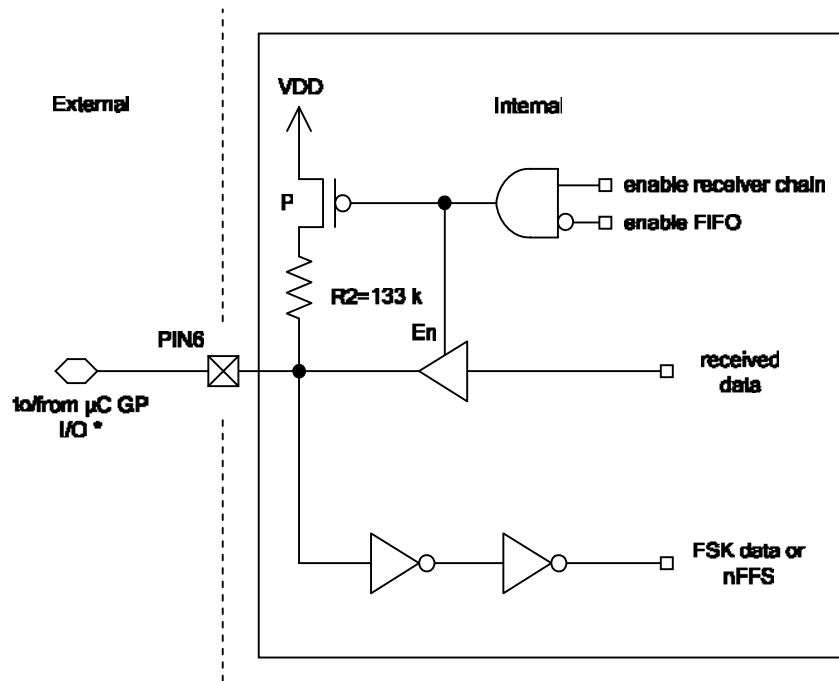 External
VDD
Internal
P
enable receiver chain
enable FIFO
R2=133 k
En
PIN6
received
data
to/from µC GP
I/O *
FSK data or
nFFS